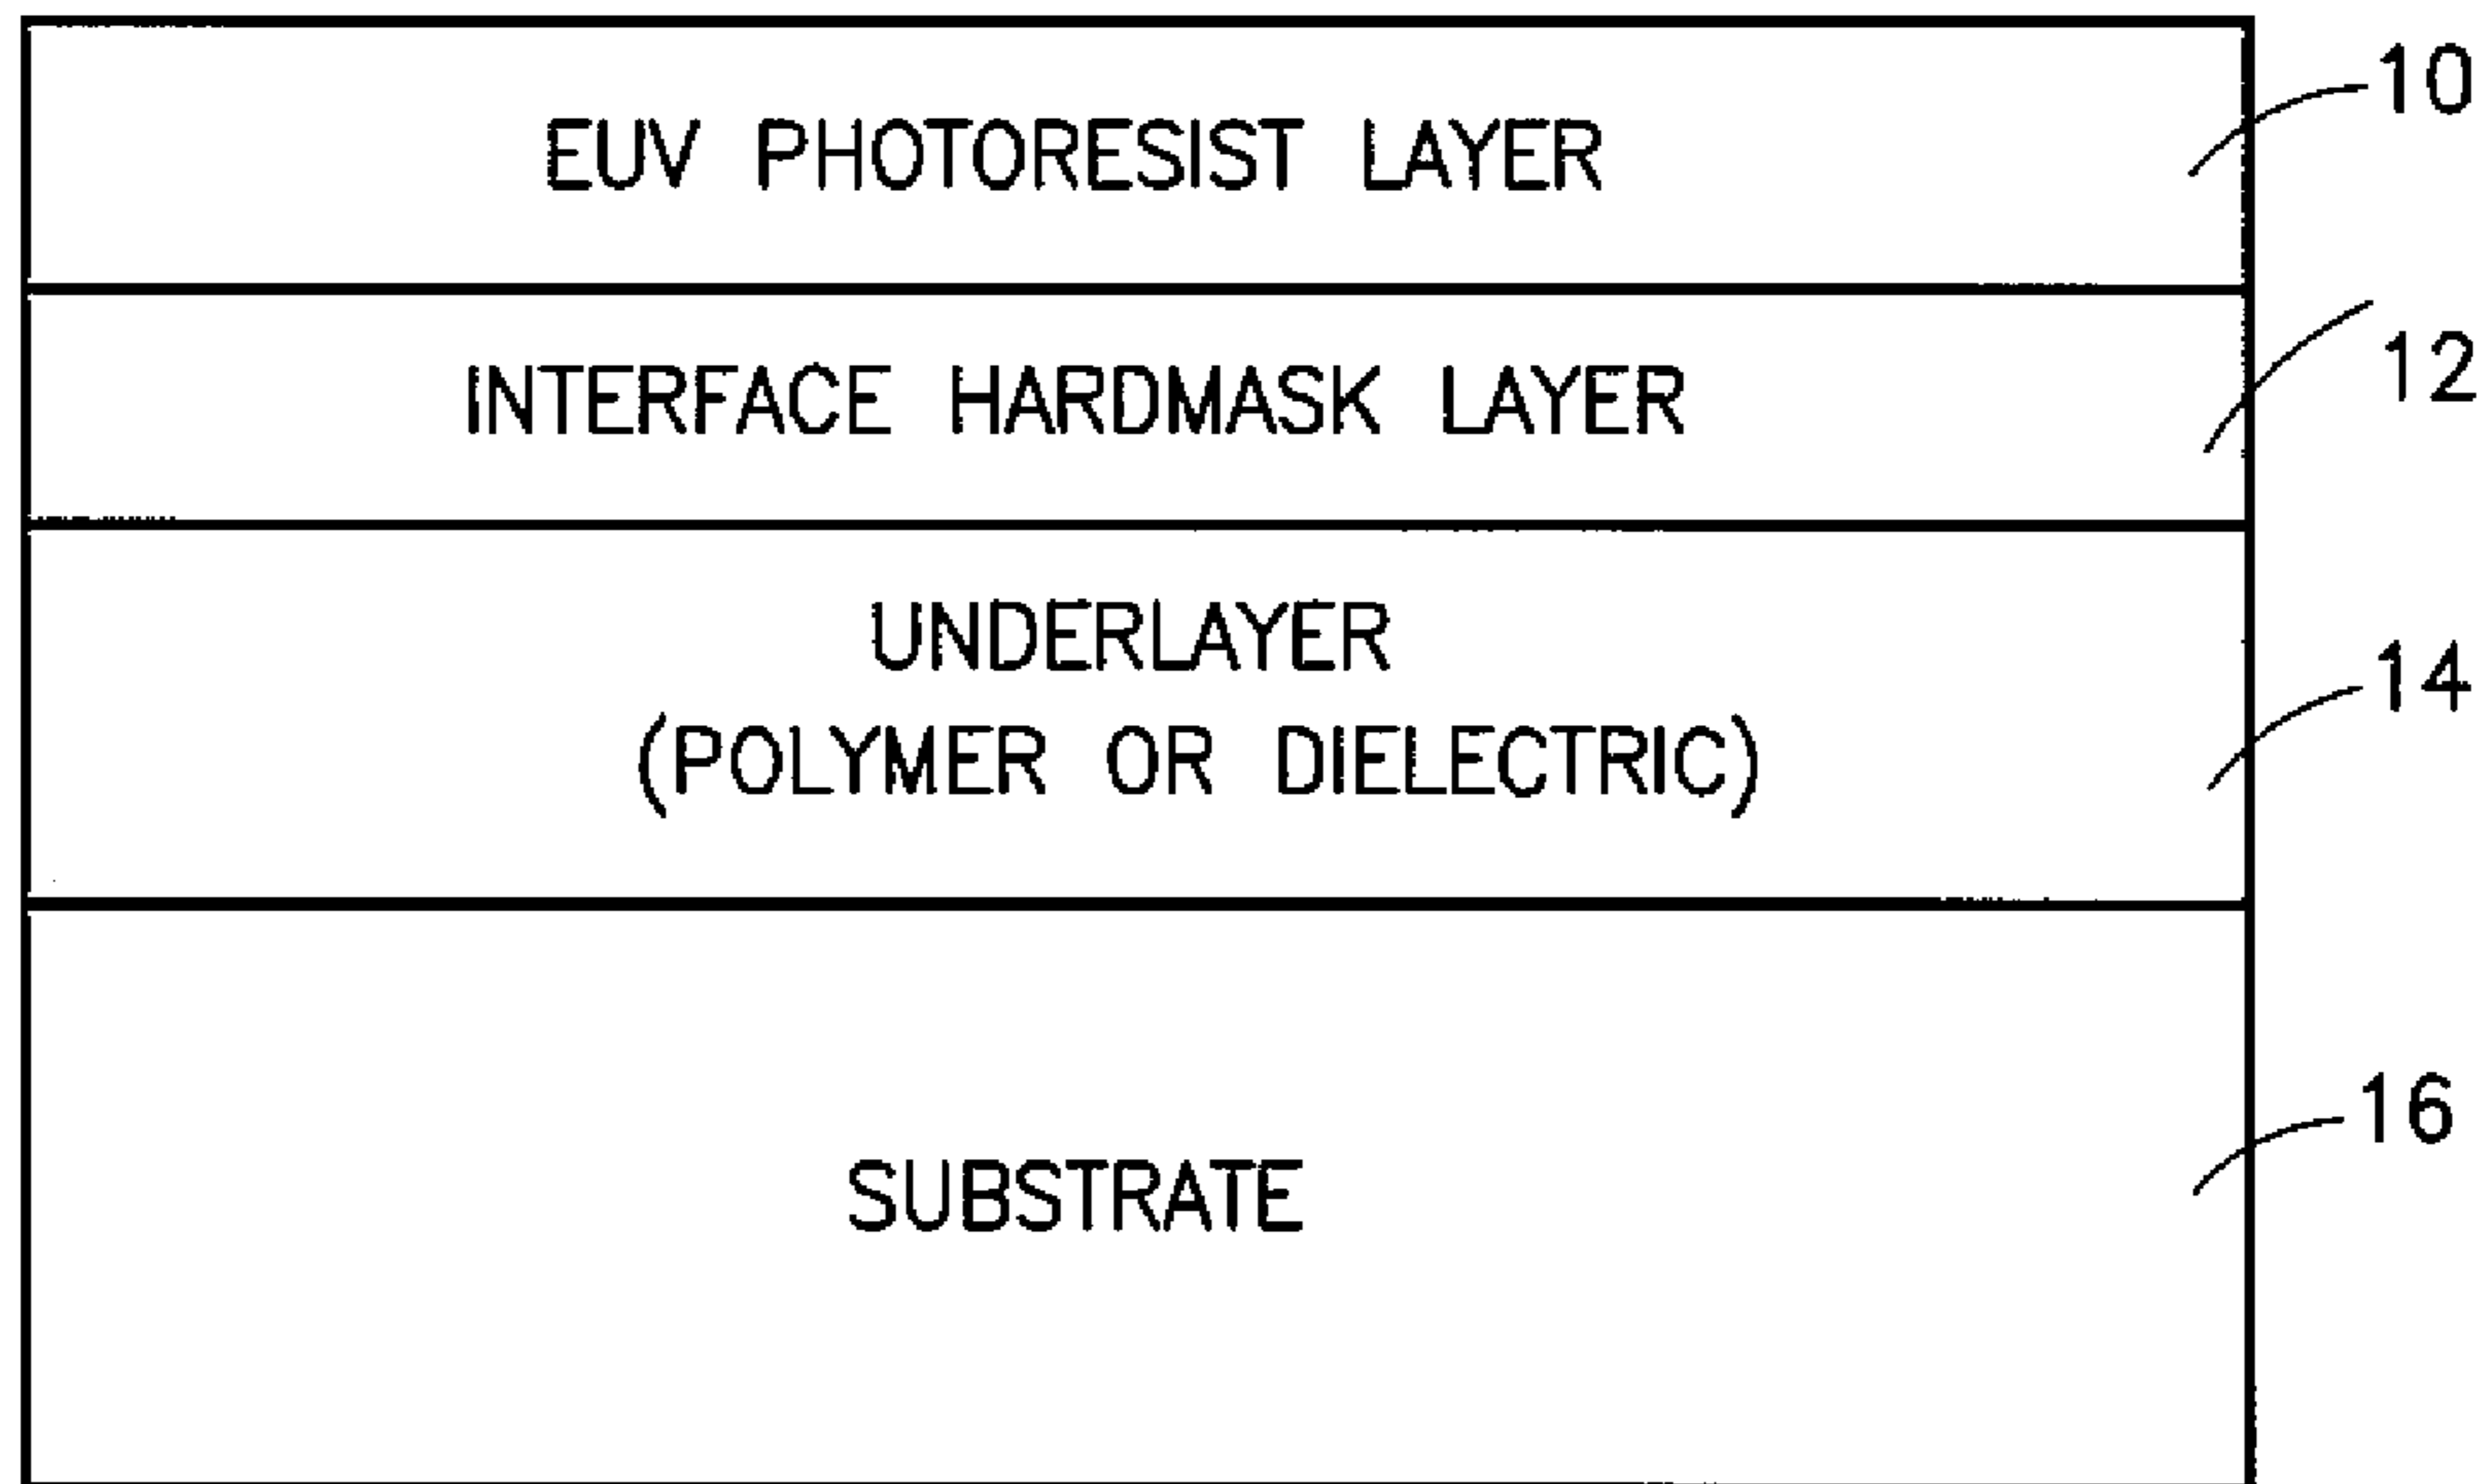 EUV PHOTORESIST LAYER
10
INTERFACE HARDMASK LAYER
12
UNDERLAYER
(POLYMER OR DIELECTRIC)
14
SUBSTRATE
16